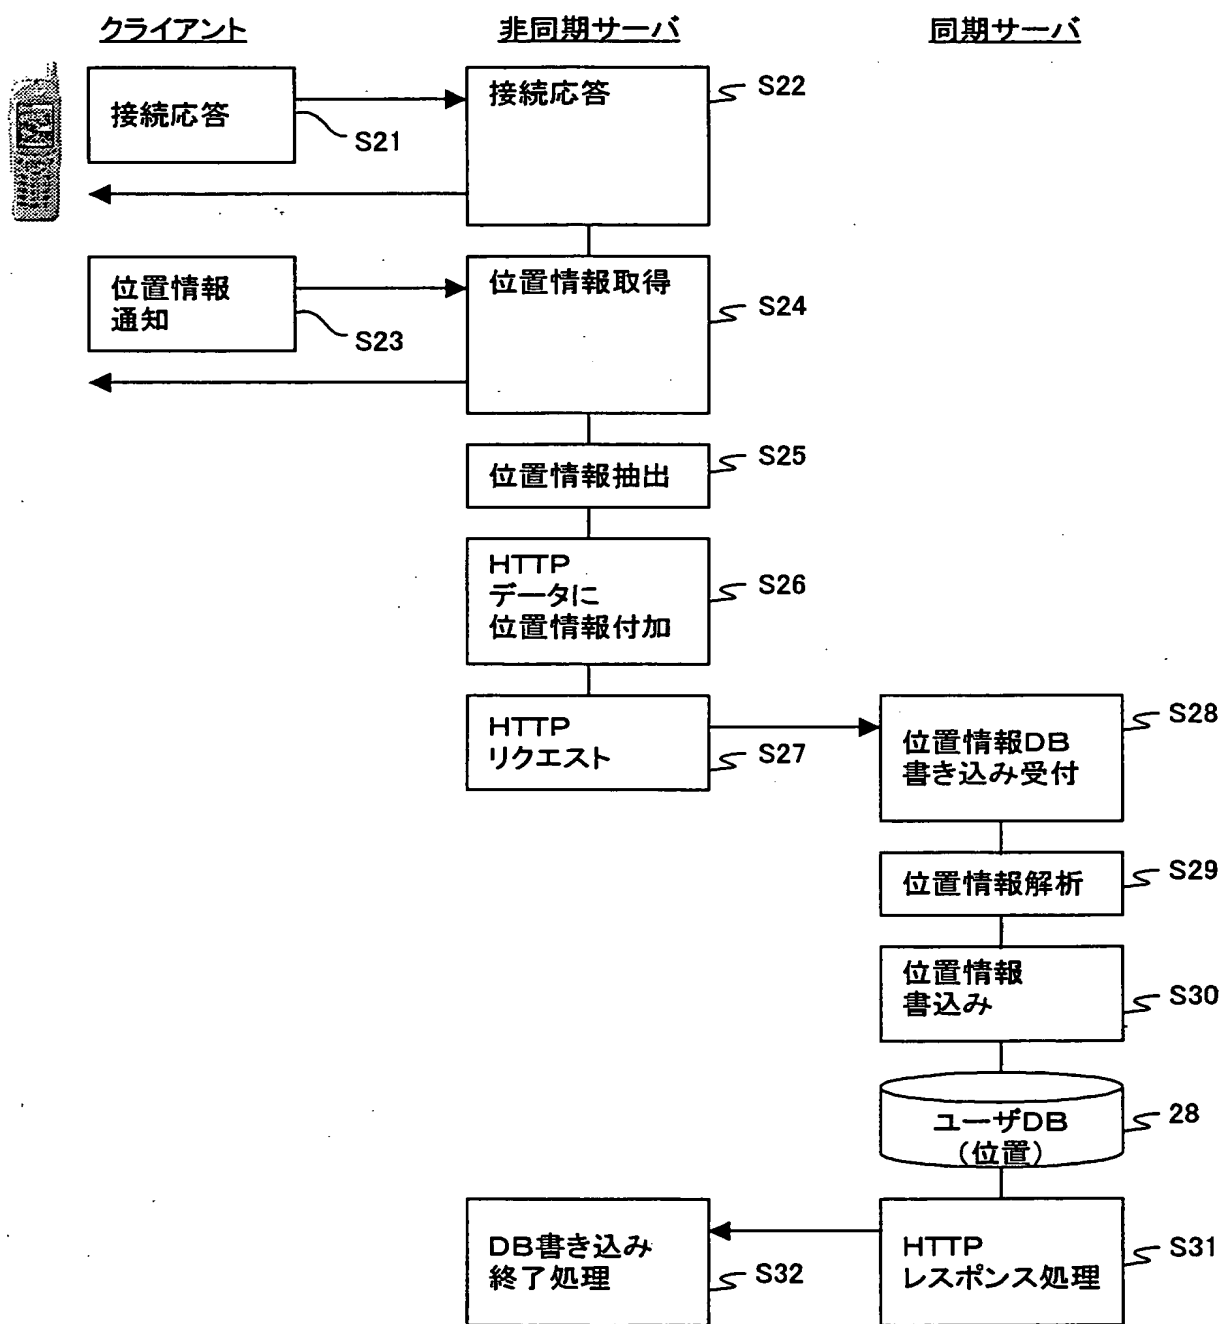 クライアント
非同期サーバ
同期サーバ
接続応答
S21
接続応答
S22
位置情報
通知
S23
位置情報取得
S24
位置情報抽出
S25
HTTP
データに
位置情報付加
S26
HTTP
リクエスト
S27
位置情報DB
書き込み受付
S28
位置情報解析
S29
位置情報
書込み
S30
ユーザDB
(位置)
28
HTTP
レスポンス処理
S31
DB書き込み
終了処理
S32